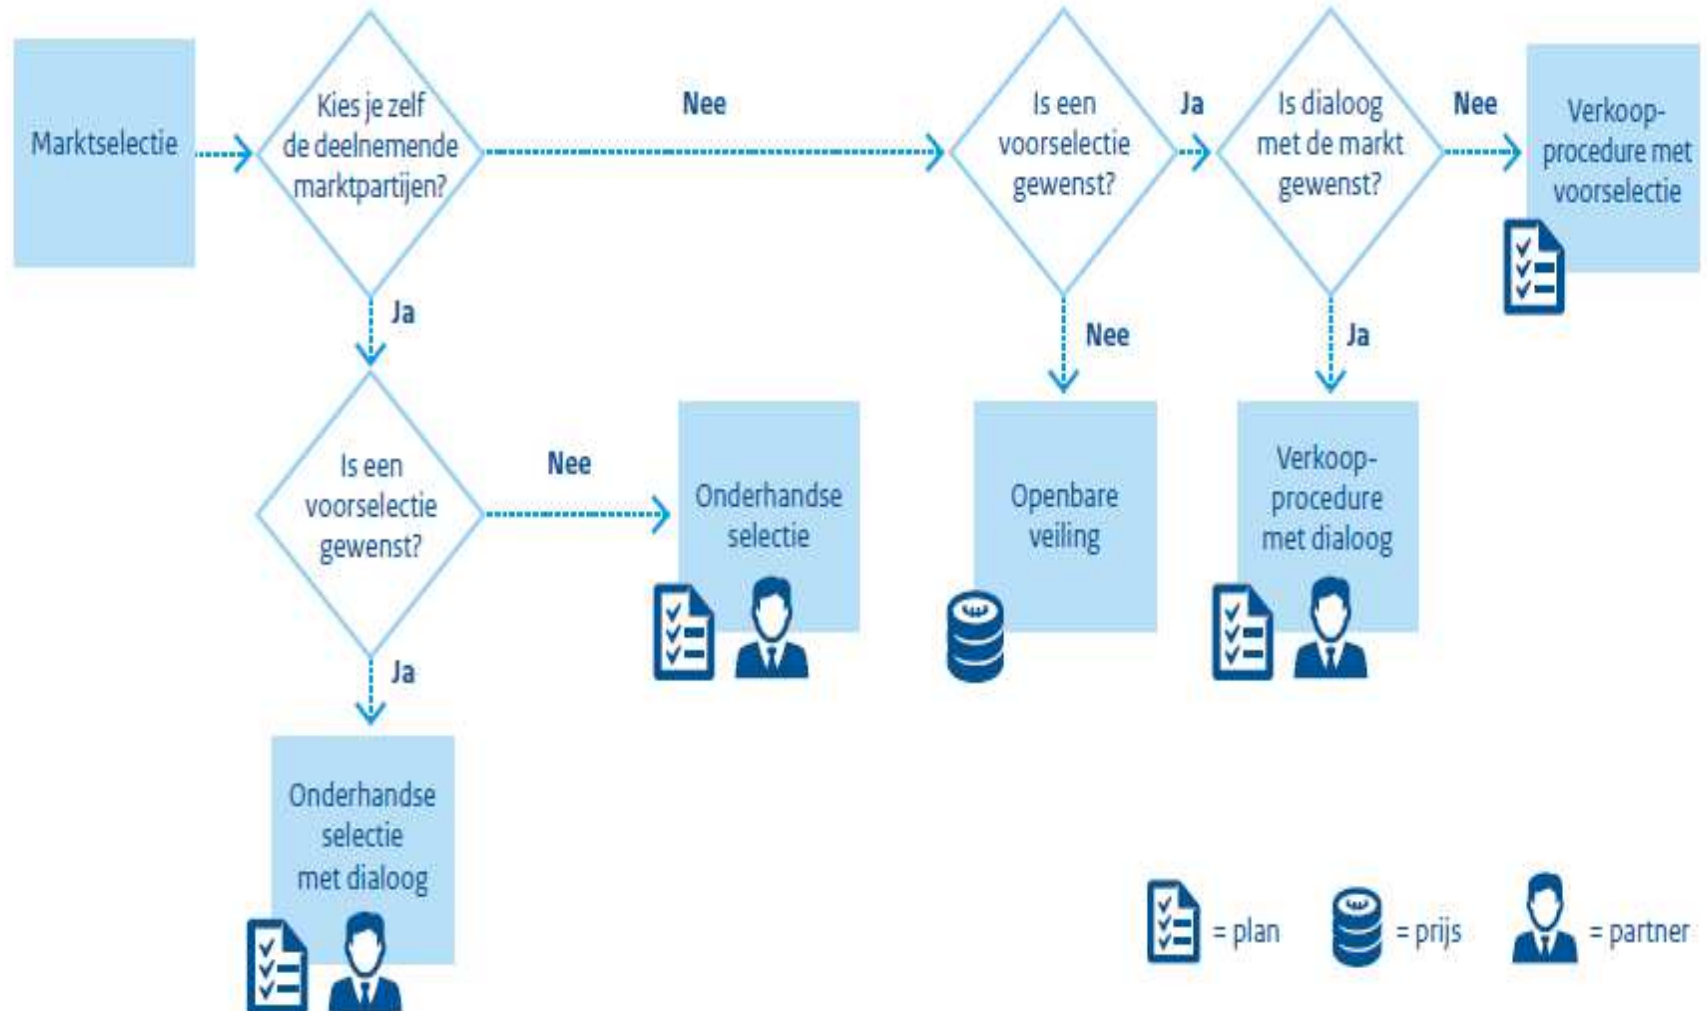 Marktselectie
Kies je zelf
de deelnemende
marktpartijen?
Nee
Is een
voorselectie
gewenst?
Ja
Is dialoog
met de markt
gewenst?
Nee
Verkoop-
procedure met
voorselectie
Ja
Nee
Ja
Is een
voorselectie
gewenst?
Nee
Onderhandse
selectie
Openbare
veiling
Verkoop-
procedure
met dialoog
Ja
Onderhandse
selectie
met dialoog
= plan
= prijs
= partner